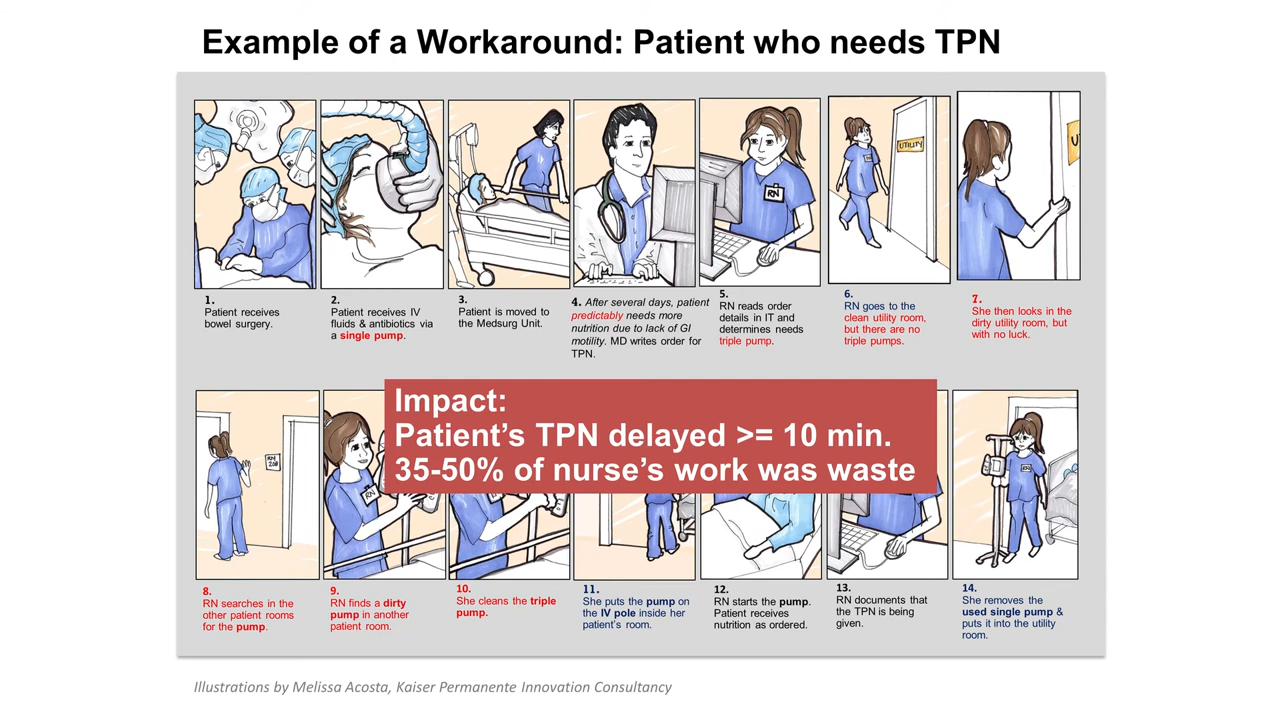 Example of a Workaround: Patient who needs TPN
UTILITY
RN
U
1.
Patient receives
bowel surgery.
2.
Patient receives IV
fluids & antibiotics via
a single pump.
3.
Patient is moved to
the Medsurg Unit.
4. After several days, patient
predictably needs more
nutrition due to lack of GI
motility. MD writes order for
TPN.
5.
RN reads order
details in IT and
determines needs
triple pump.
6.
RN goes to the
clean utility room,
but there are no
triple pumps.
7.
She then looks in the
dirty utility room, but
with no luck.
Impact:
Patient's TPN delayed >= 10 min.
35-50% of nurse's work was waste
RN
RN
RN
8.
RN searches in the
other patient rooms
for the pump.
9.
RN finds a dirty
pump in another
patient room.
10.
She cleans the triple
pump.
11.
She puts the pump on
the IV pole inside her
patient's room.
12.
RN starts the pump.
Patient receives
nutrition as ordered.
13.
RN documents that
the TPN is being
given.
14.
She removes the
used single pump &
puts it into the utility
room.
Illustrations by Melissa Acosta, Kaiser Permanente Innovation Consultancy